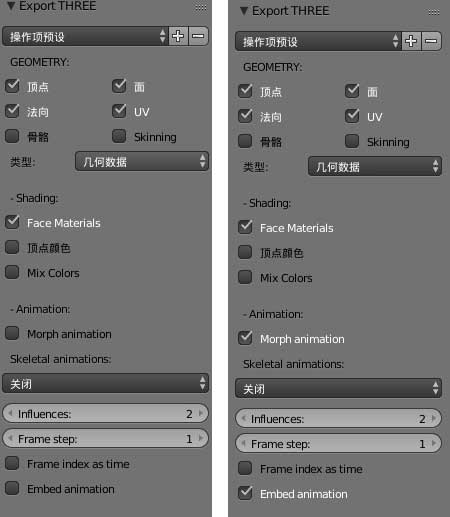 Export THREE
操作项预设
GEOMETRY:
顶点 面
法向 UV
骨骼 Skinning
类型: 几何数据
- Shading:
Face Materials
顶点颜色
Mix Colors
- Animation:
Morph animation
Skeletal animations:
关闭
Influences: 2
Frame step: 1
Frame index as time
Embed animation
Export THREE
操作项预设
GEOMETRY:
顶点 面
法向 UV
骨骼 Skinning
类型: 几何数据
- Shading:
Face Materials
顶点颜色
Mix Colors
- Animation:
Morph animation
Skeletal animations:
关闭
Influences: 2
Frame step: 1
Frame index as time
Embed animation